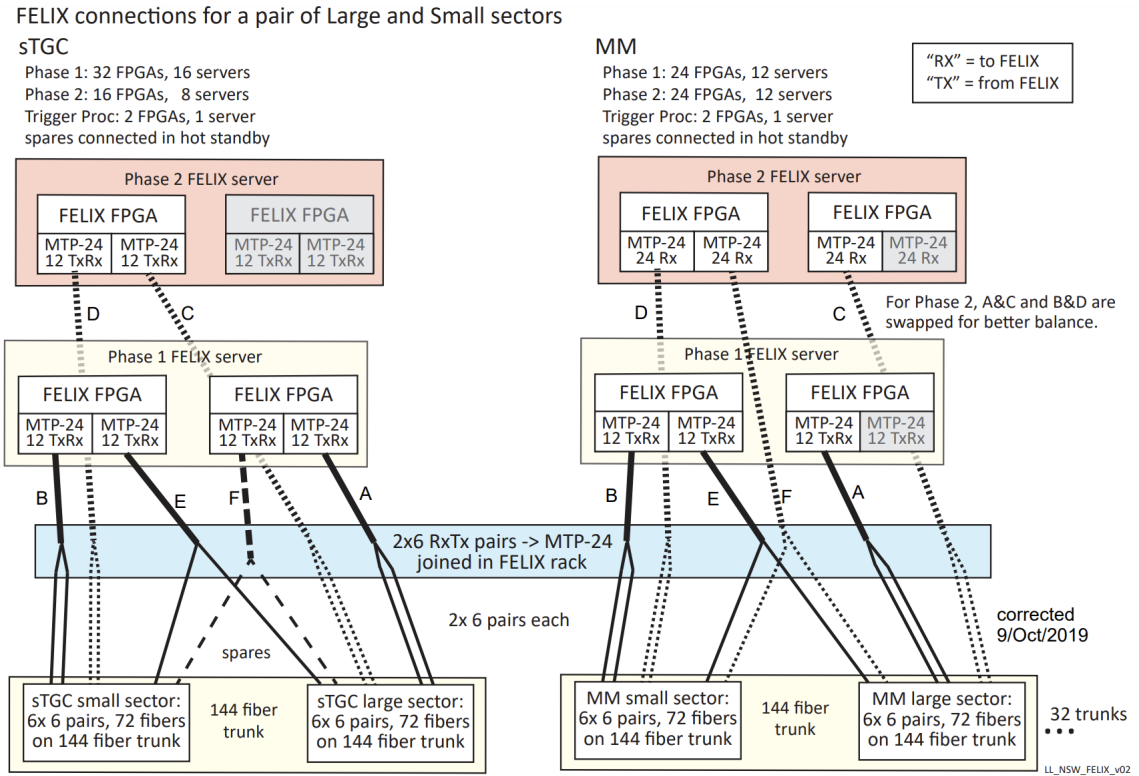 FELIX connections for a pair of Large and Small sectors
sTGC
Phase 1: 32 FPGAs, 16 servers
Phase 2: 16 FPGAs,  8 servers
Trigger Proc: 2 FPGAs, 1 server
spares connected in hot standby
MM
Phase 1: 24 FPGAs, 12 servers
Phase 2: 24 FPGAs,  12 servers
Trigger Proc: 2 FPGAs, 1 server
spares connected in hot standby
"RX" = to FELIX
"TX" = from FELIX
Phase 2 FELIX server
FELIX FPGA
MTP-24
12 TxRx
MTP-24
12 TxRx
FELIX FPGA
MTP-24
12 TxRx
MTP-24
12 TxRx
D
C
Phase 1 FELIX server
FELIX FPGA
MTP-24
12 TxRx
MTP-24
12 TxRx
FELIX FPGA
MTP-24
12 TxRx
MTP-24
12 TxRx
B
E
F
A
Phase 2 FELIX server
FELIX FPGA
MTP-24
24 Rx
MTP-24
24 Rx
FELIX FPGA
MTP-24
24 Rx
MTP-24
24 Rx
D
C
For Phase 2, A&C and B&D are
swapped for better balance.
Phase 1 FELIX server
FELIX FPGA
MTP-24
12 TxRx
MTP-24
12 TxRx
FELIX FPGA
MTP-24
12 TxRx
MTP-24
12 TxRx
B
E
F
A
2x6 RxTx pairs -> MTP-24
joined in FELIX rack
2x 6 pairs each
corrected
9/Oct/2019
spares
sTGC small sector:
6x 6 pairs, 72 fibers
on 144 fiber trunk
144 fiber
trunk
sTGC large sector:
6x 6 pairs, 72 fibers
on 144 fiber trunk
MM small sector:
6x 6 pairs, 72 fibers
on 144 fiber trunk
144 fiber
trunk
MM large sector:
6x 6 pairs, 72 fibers
on 144 fiber trunk
32 trunks
...
LL_NSW_FELIX_v02